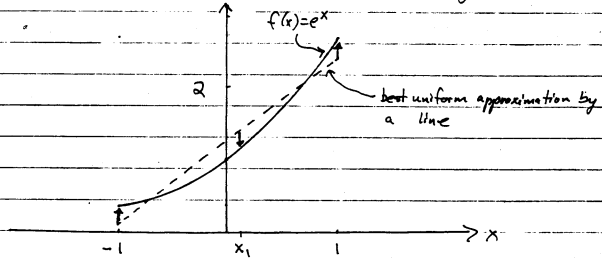 f(x)=e^x
2
best uniform approximation by
a line
x
-1
x₁
1